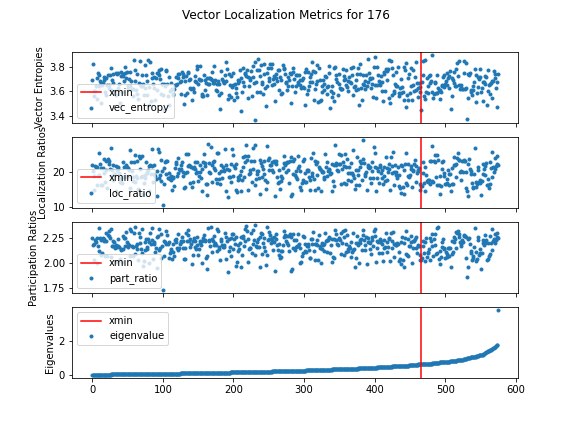 Vector Localization Metrics for 176
Vector Entropies
3.8
3.6
3.4
xmin
vec_entropy
Localization Ratios
20
10
xmin
loc_ratio
Participation Ratios
2.25
2.00
1.75
xmin
part_ratio
Eigenvalues
2
0
xmin
eigenvalue
0
100
200
300
400
500
600